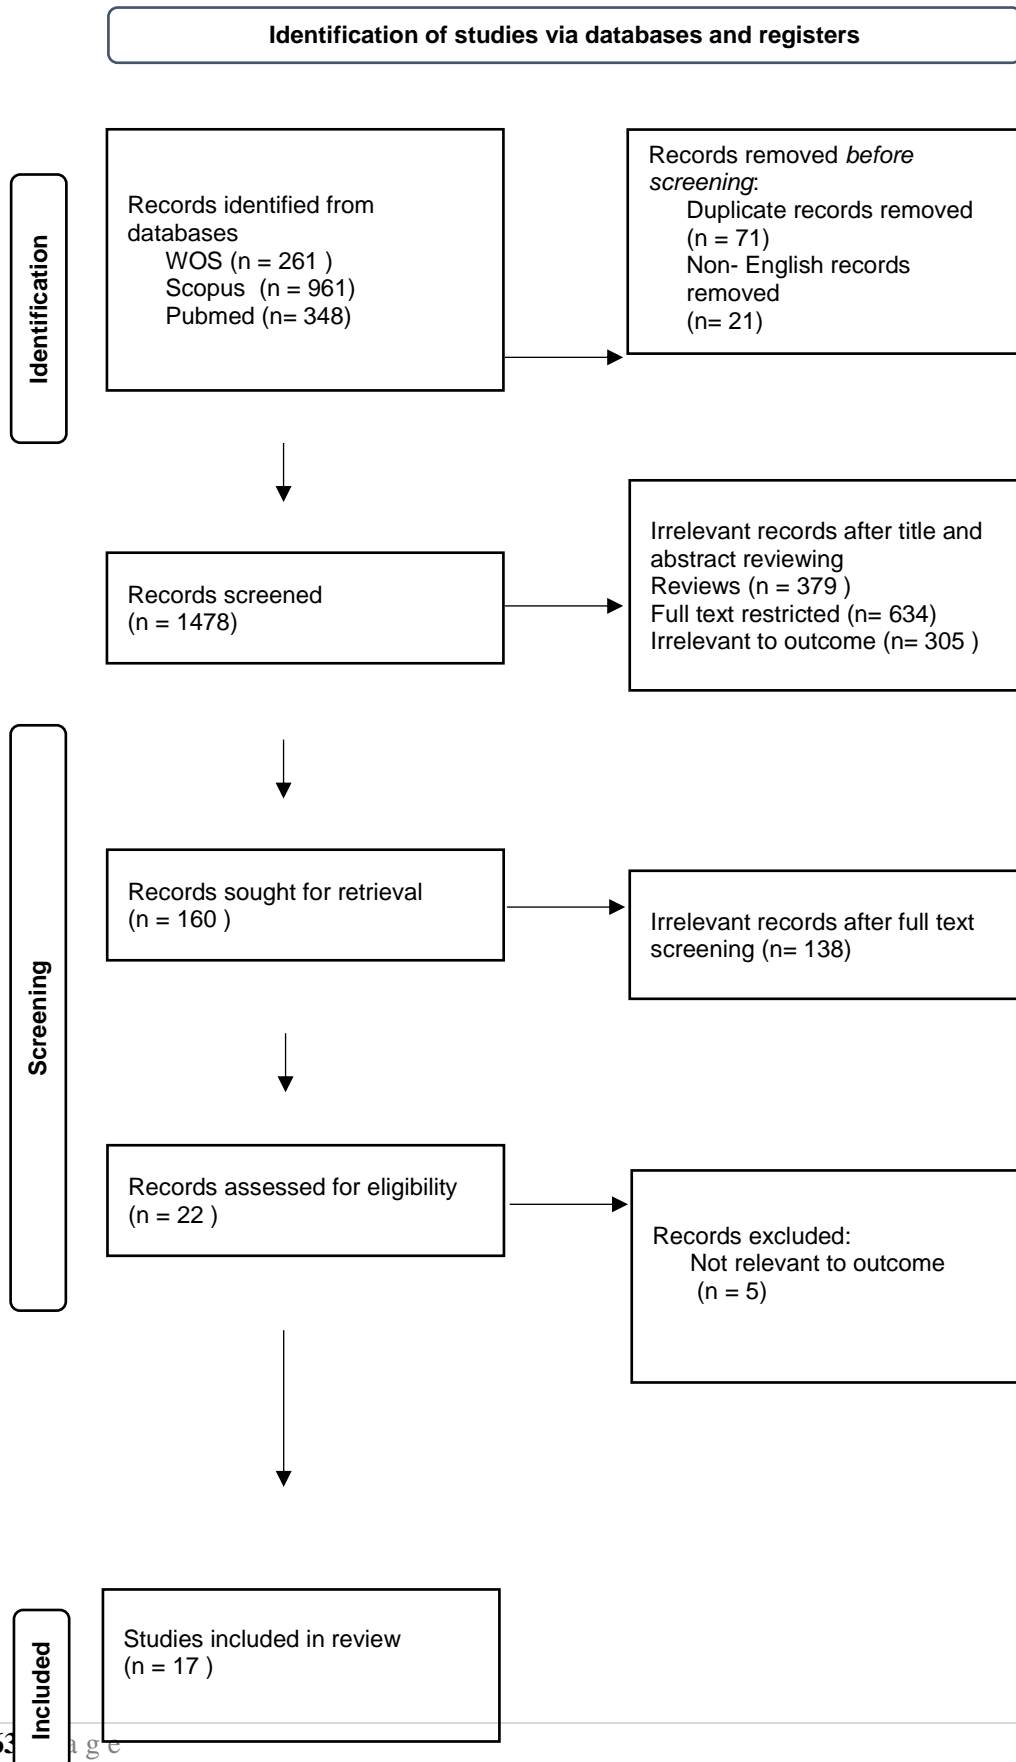 Identification of studies via databases and registers
Identification
Records identified from
databases
WOS (n = 261 )
Scopus  (n = 961)
Pubmed (n= 348)
Records removed before
screening:
Duplicate records removed
(n = 71)
Non- English records
removed
(n= 21)
Records screened
(n = 1478)
Irrelevant records after title and
abstract reviewing
Reviews (n = 379 )
Full text restricted (n= 634)
Irrelevant to outcome (n= 305 )
Screening
Records sought for retrieval
(n = 160 )
Irrelevant records after full text
screening (n= 138)
Records assessed for eligibility
(n = 22 )
Records excluded:
Not relevant to outcome
(n = 5)
Included
Studies included in review
(n = 17 )